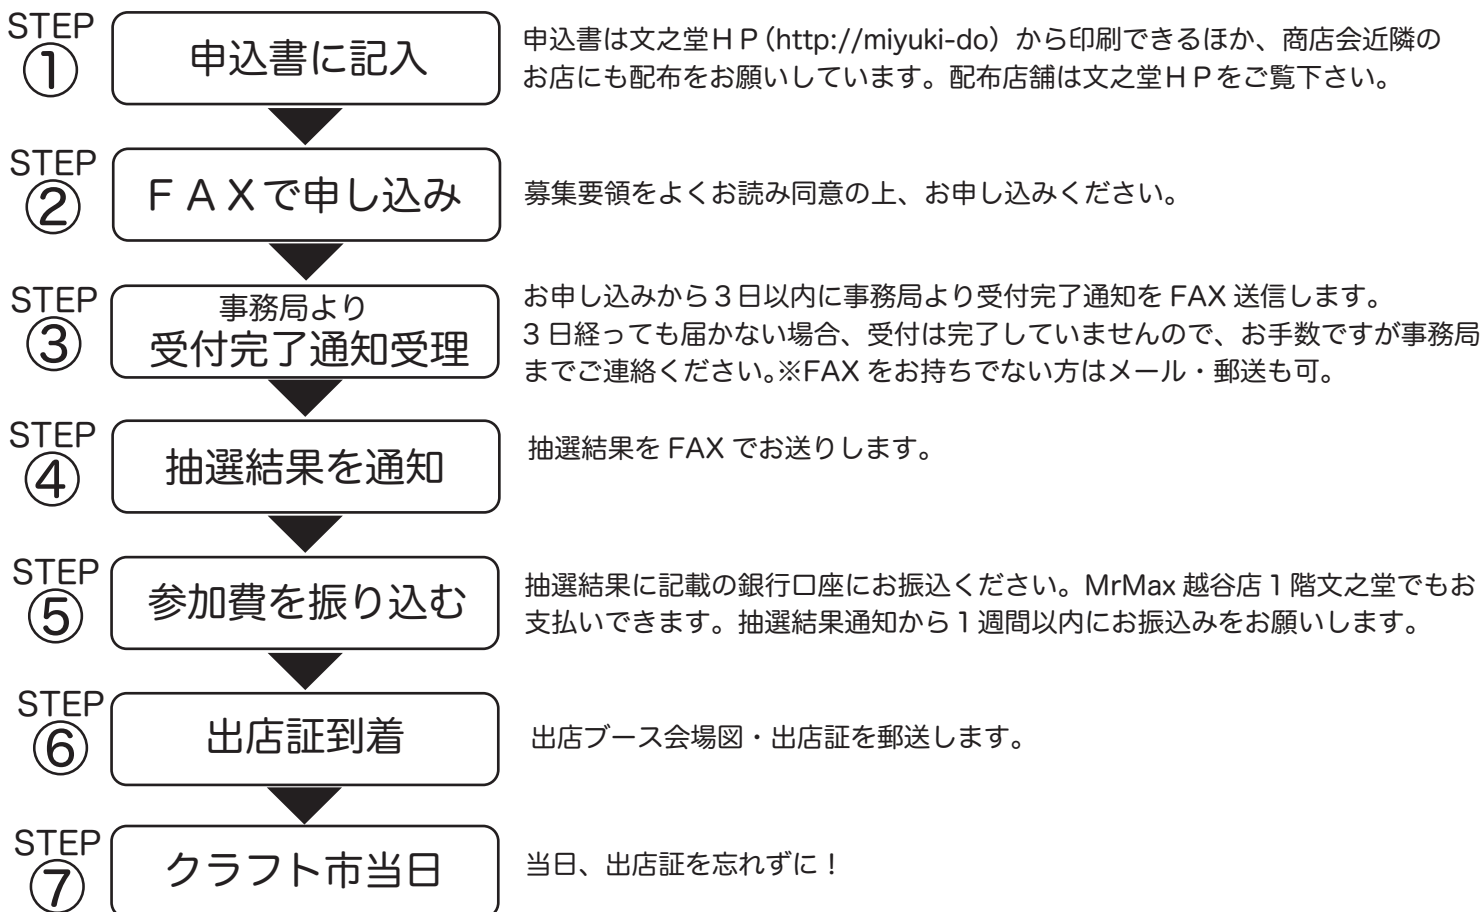 STEP
①
申込書に記入
申込書は文之堂ＨＰ（http://miyuki-do）から印刷できるほか、商店会近隣の
お店にも配布をお願いしています。配布店舗は文之堂ＨＰをご覧下さい。
STEP
②
ＦＡＸで申し込み
募集要領をよくお読み同意の上、お申し込みください。
STEP
③
事務局より
受付完了通知受理
お申し込みから３日以内に事務局より受付完了通知を FAX 送信します。
３日経っても届かない場合、受付は完了していませんので、お手数ですが事務局
までご連絡ください。※FAX をお持ちでない方はメール・郵送も可。
STEP
④
抽選結果を通知
抽選結果を FAX でお送りします。
STEP
⑤
参加費を振り込む
抽選結果に記載の銀行口座にお振込ください。MrMax 越谷店１階文之堂でもお
支払いできます。抽選結果通知から１週間以内にお振込みをお願いします。
STEP
⑥
出店証到着
出店ブース会場図・出店証を郵送します。
STEP
⑦
クラフト市当日
当日、出店証を忘れずに！